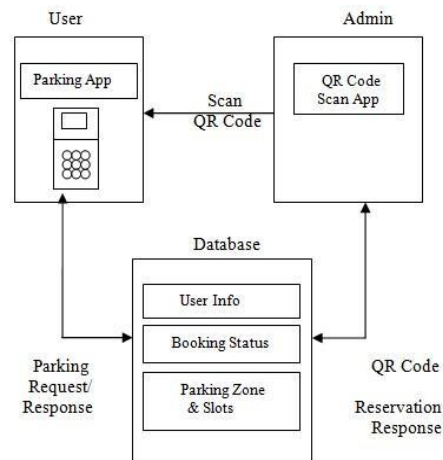 User
Admin
Parking App
QR Code
Scan App
Scan
QR Code
Database
User Info
Booking Status
Parking Zone
& Slots
Parking
Request/
Response
QR Code
Reservation
Response